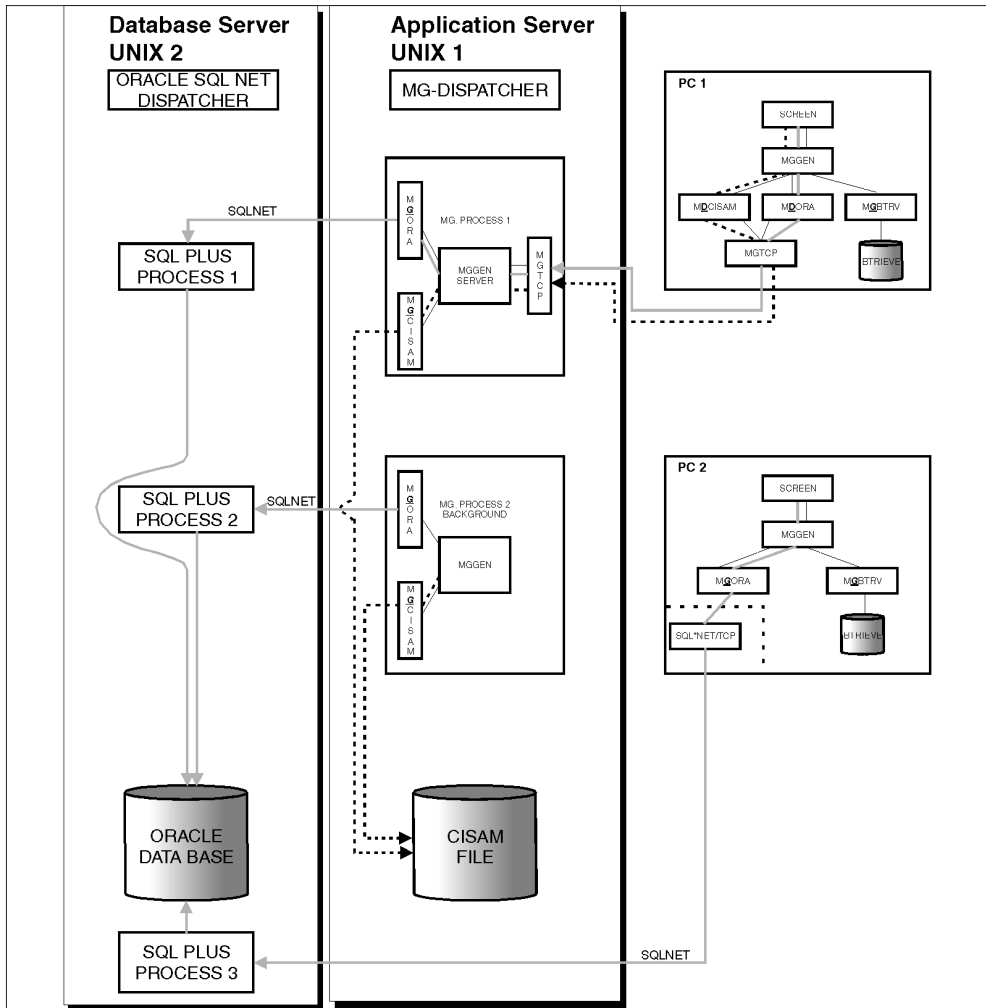 Database Server
UNIX 2
ORACLE SQL NET
DISPATCHER
SQLNET
SQL PLUS
PROCESS 1
SQL PLUS
PROCESS 2
SQLNET
ORACLE
DATA BASE
SQL PLUS
PROCESS 3
Application Server
UNIX 1
MG-DISPATCHER
MGORA
MG. PROCESS 1
MGGEN
SERVER
MGTCP
MGCISAM
MGORA
MG. PROCESS 2
BACKGROUND
MGGEN
MGCISAM
CISAM
FILE
PC 1
SCREEN
MGGEN
MDCISAM
MDORA
MGBTRV
MGTCP
BTRIEVE
PC 2
SCREEN
MGGEN
MGORA
MGBTRV
SQL*NET/TCP
BTRIEVE
SQLNET